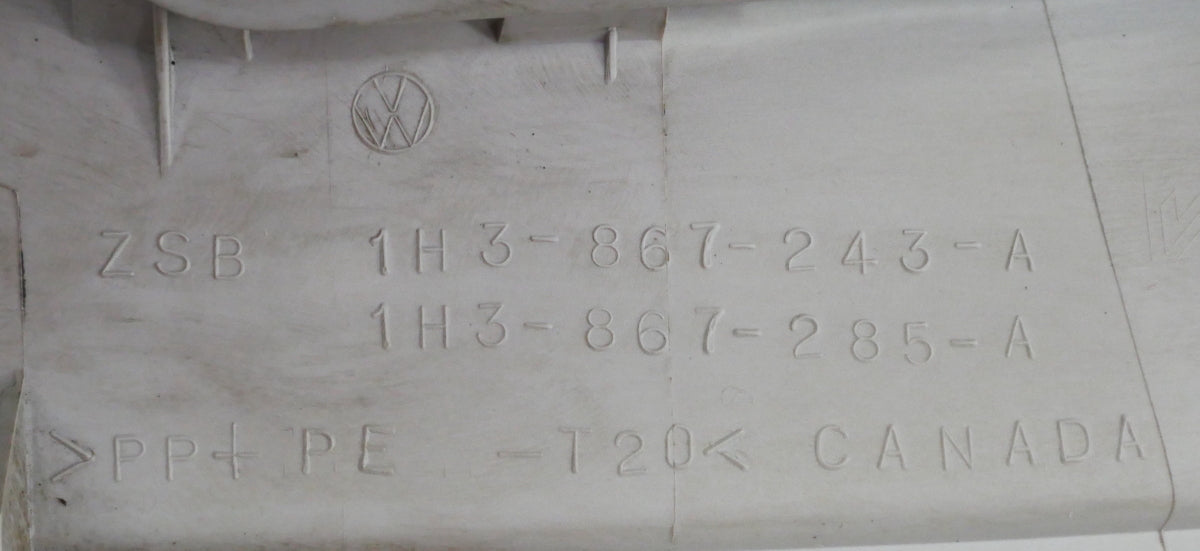 ZSB 1H3-867-243-A
1H3-867-285-A
>PP+PE -T20< CANADA